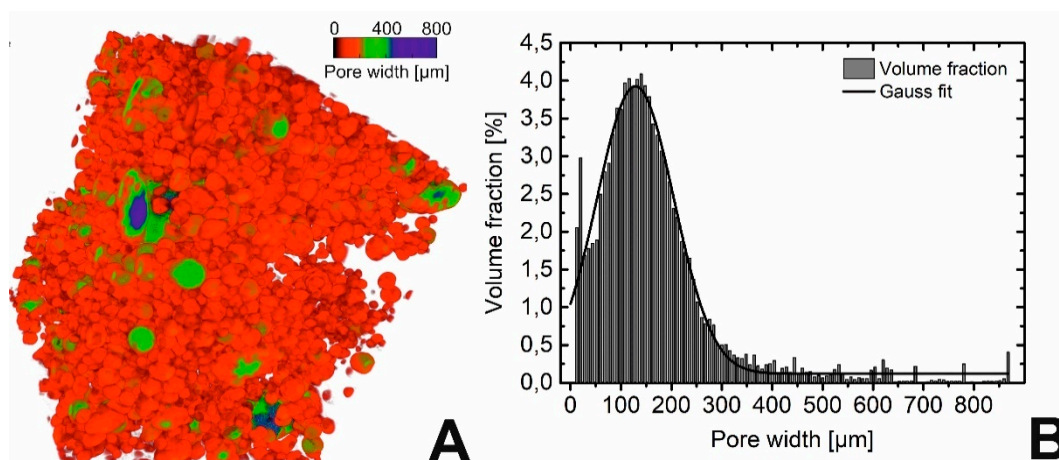 0 400 800
Pore width [µm]
A
4,5
4,0
3,5
3,0
2,5
2,0
1,5
1,0
0,5
0,0
Volume fraction [%]
Volume fraction
Gauss fit
0 100 200 300 400 500 600 700 800
Pore width [µm]
B